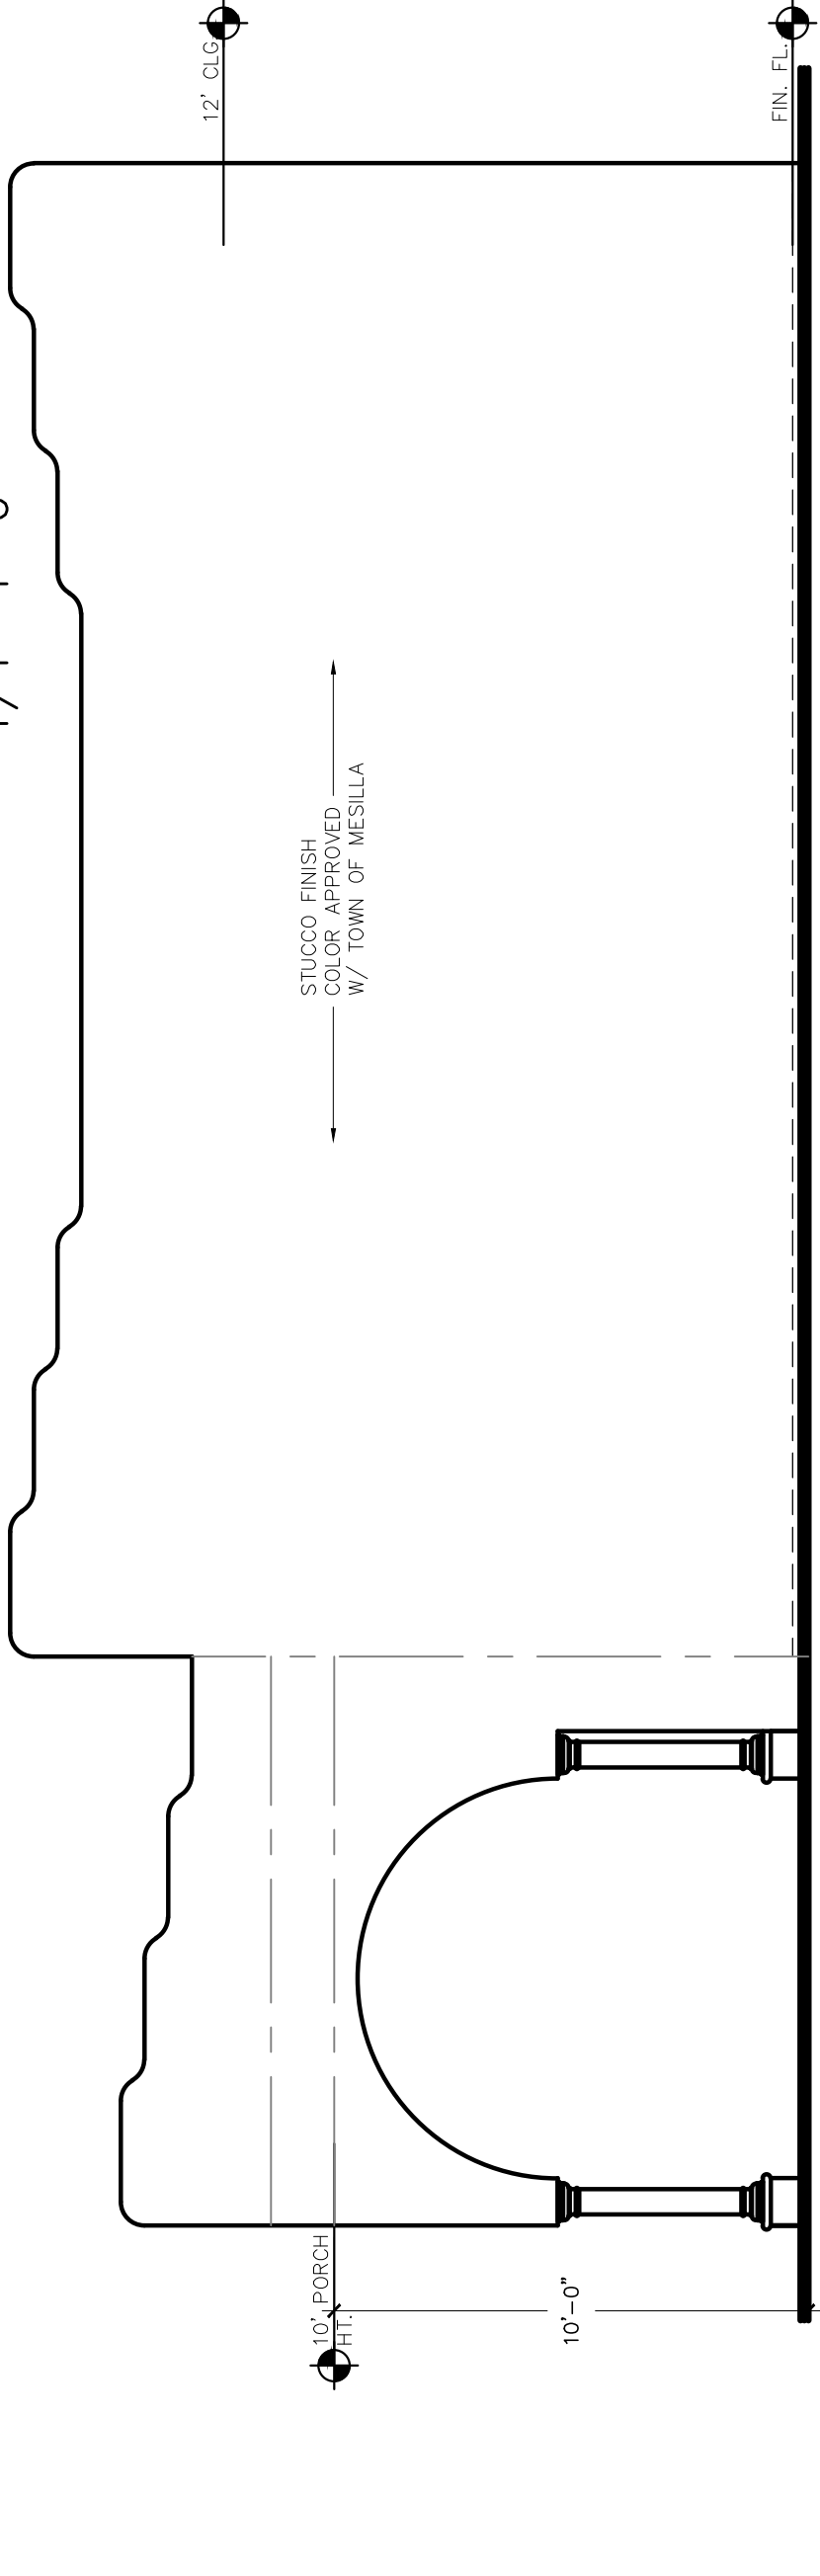 12' CLG.
FIN. FL.
STUCCO FINISH
COLOR APPROVED
W/ TOWN OF MESILLA
10' PORCH
HT.
10'-0"